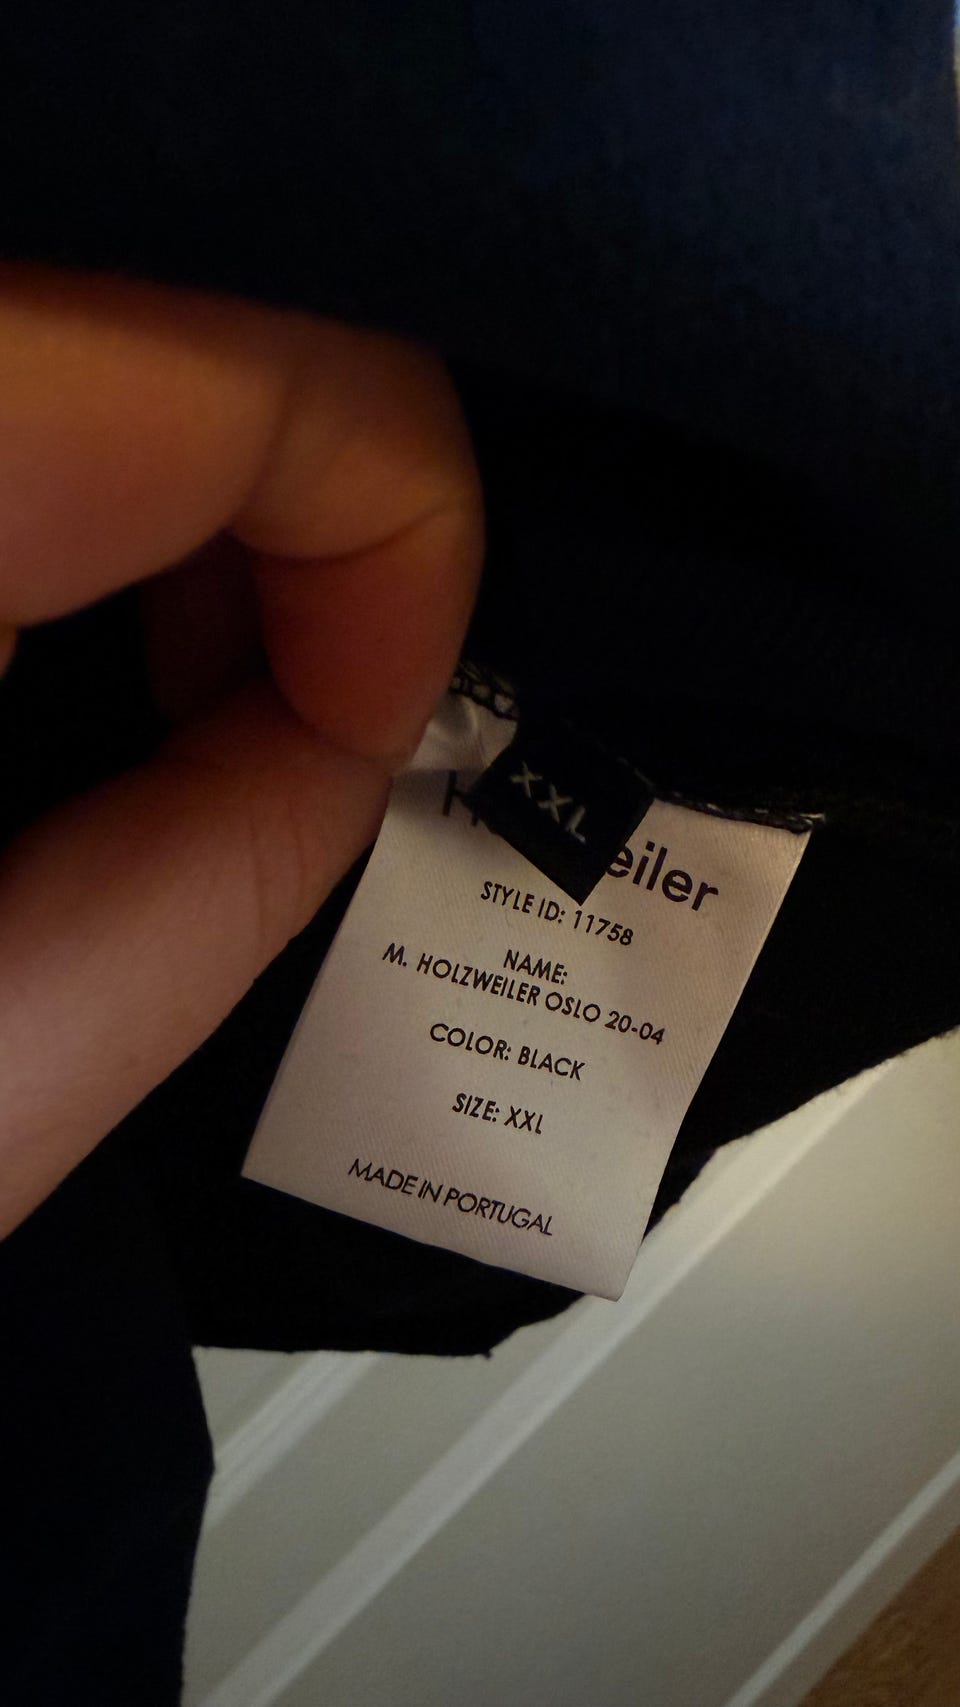 XXL
eiler
STYLE ID: 11758
NAME:
M. HOLZWEILER OSLO 20-04
COLOR: BLACK
SIZE: XXL
MADE IN PORTUGAL